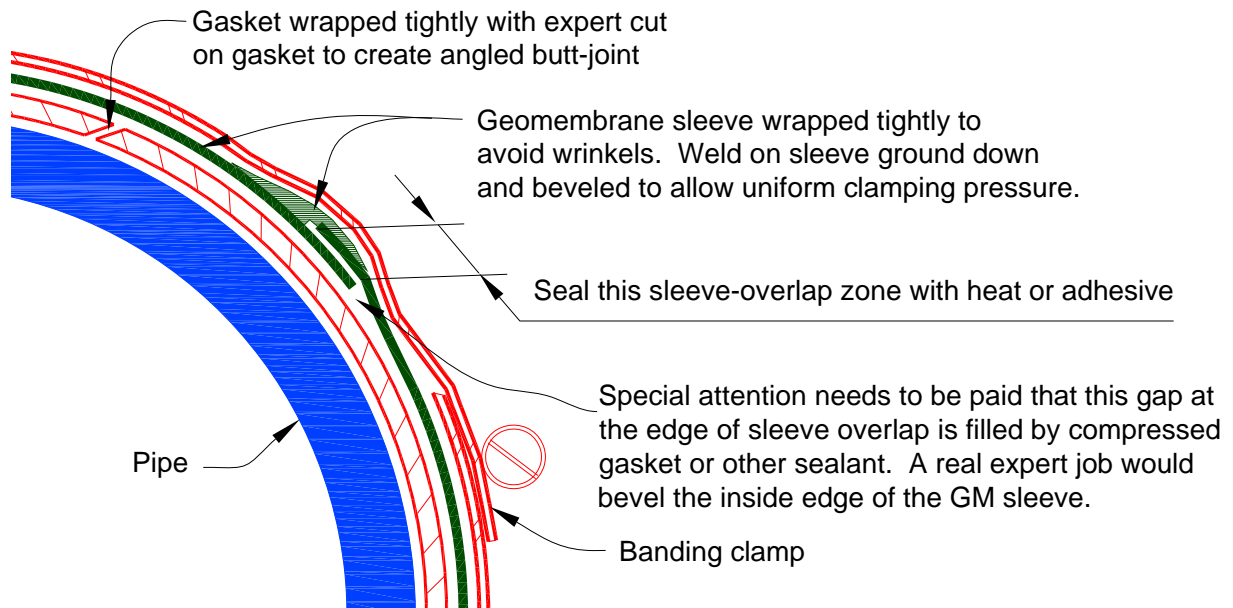 Gasket wrapped tightly with expert cut
on gasket to create angled butt-joint
Geomembrane sleeve wrapped tightly to
avoid wrinkels.  Weld on sleeve ground down
and beveled to allow uniform clamping pressure.
Seal this sleeve-overlap zone with heat or adhesive
Special attention needs to be paid that this gap at
the edge of sleeve overlap is filled by compressed
gasket or other sealant.  A real expert job would
bevel the inside edge of the GM sleeve.
Pipe
Banding clamp